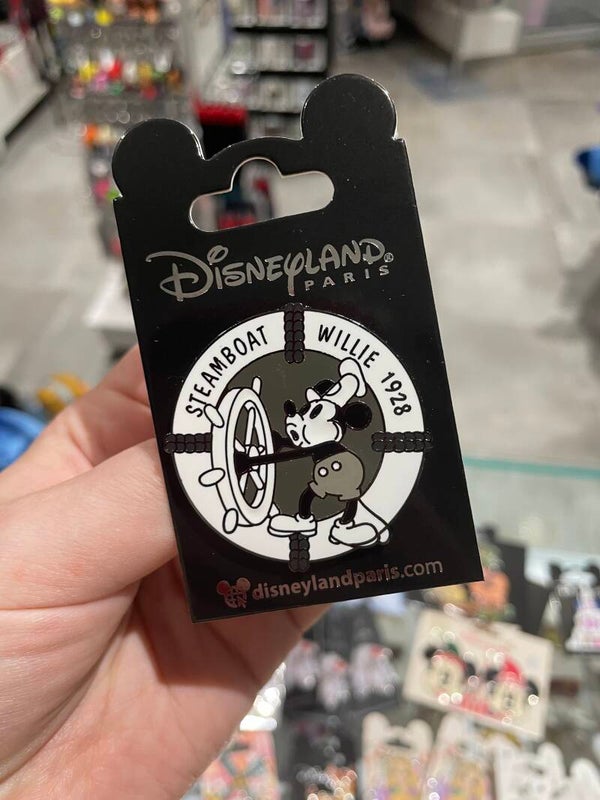 DISNEYLAND®
PARIS
STEAMBOAT WILLIE 1928
disneylandparis.com